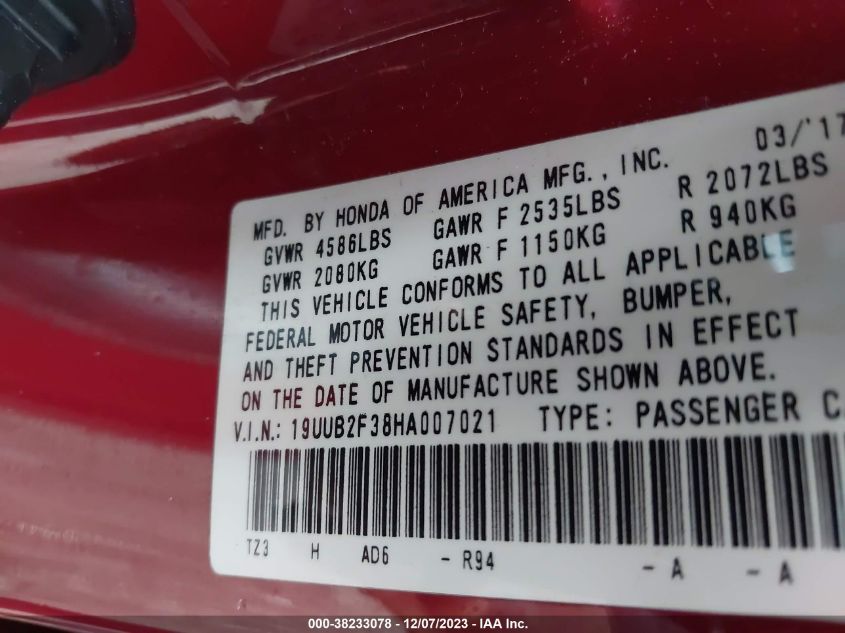 03/'17
MFD. BY HONDA OF AMERICA MFG., INC.
GVWR 4586LBS GAWR F 2535LBS R 2072LBS
GVWR 2080KG GAWR F 1150KG R 940KG
THIS VEHICLE CONFORMS TO ALL APPLICABLE
FEDERAL MOTOR VEHICLE SAFETY, BUMPER,
AND THEFT PREVENTION STANDARDS IN EFFECT
ON THE DATE OF MANUFACTURE SHOWN ABOVE.
V.I.N.: 19UUB2F38HA007021 TYPE: PASSENGER C
TZ3 H AD6 - R94 - A - A
000-38233078 - 12/07/2023 - IAA Inc.